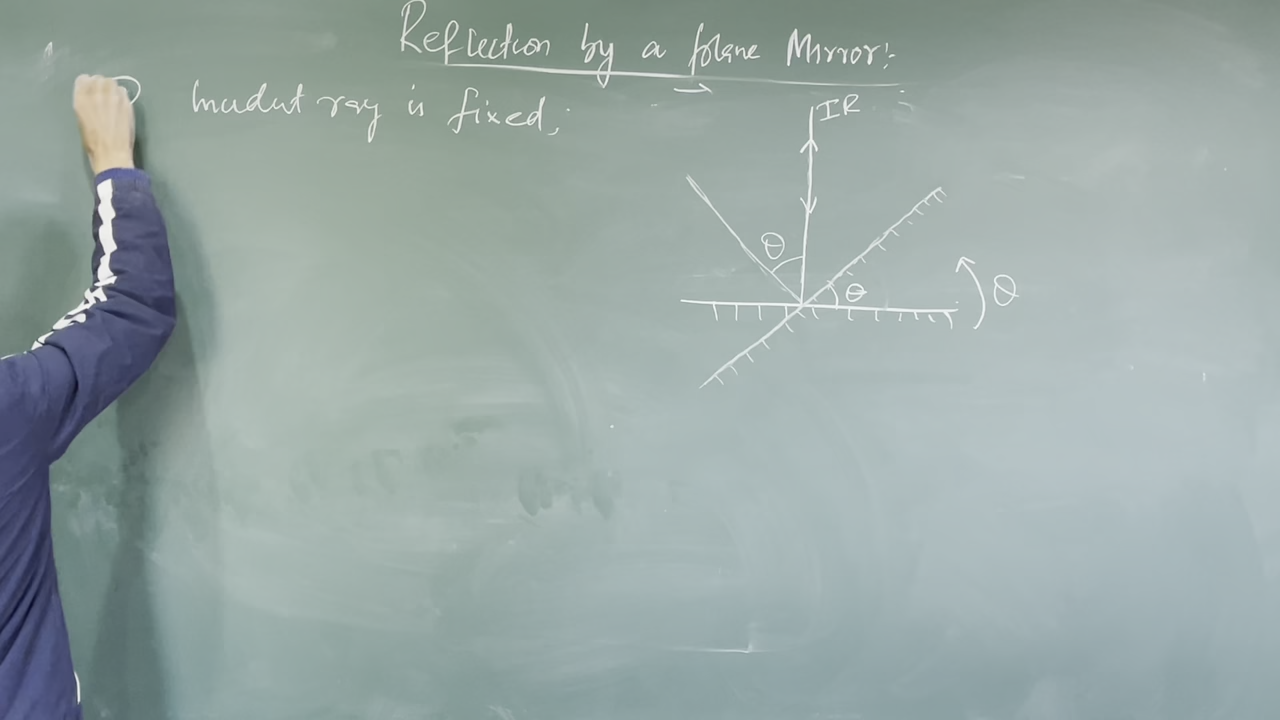 Reflection by a plane Mirror:-
Incident ray is fixed;
IR
θ
θ
θ